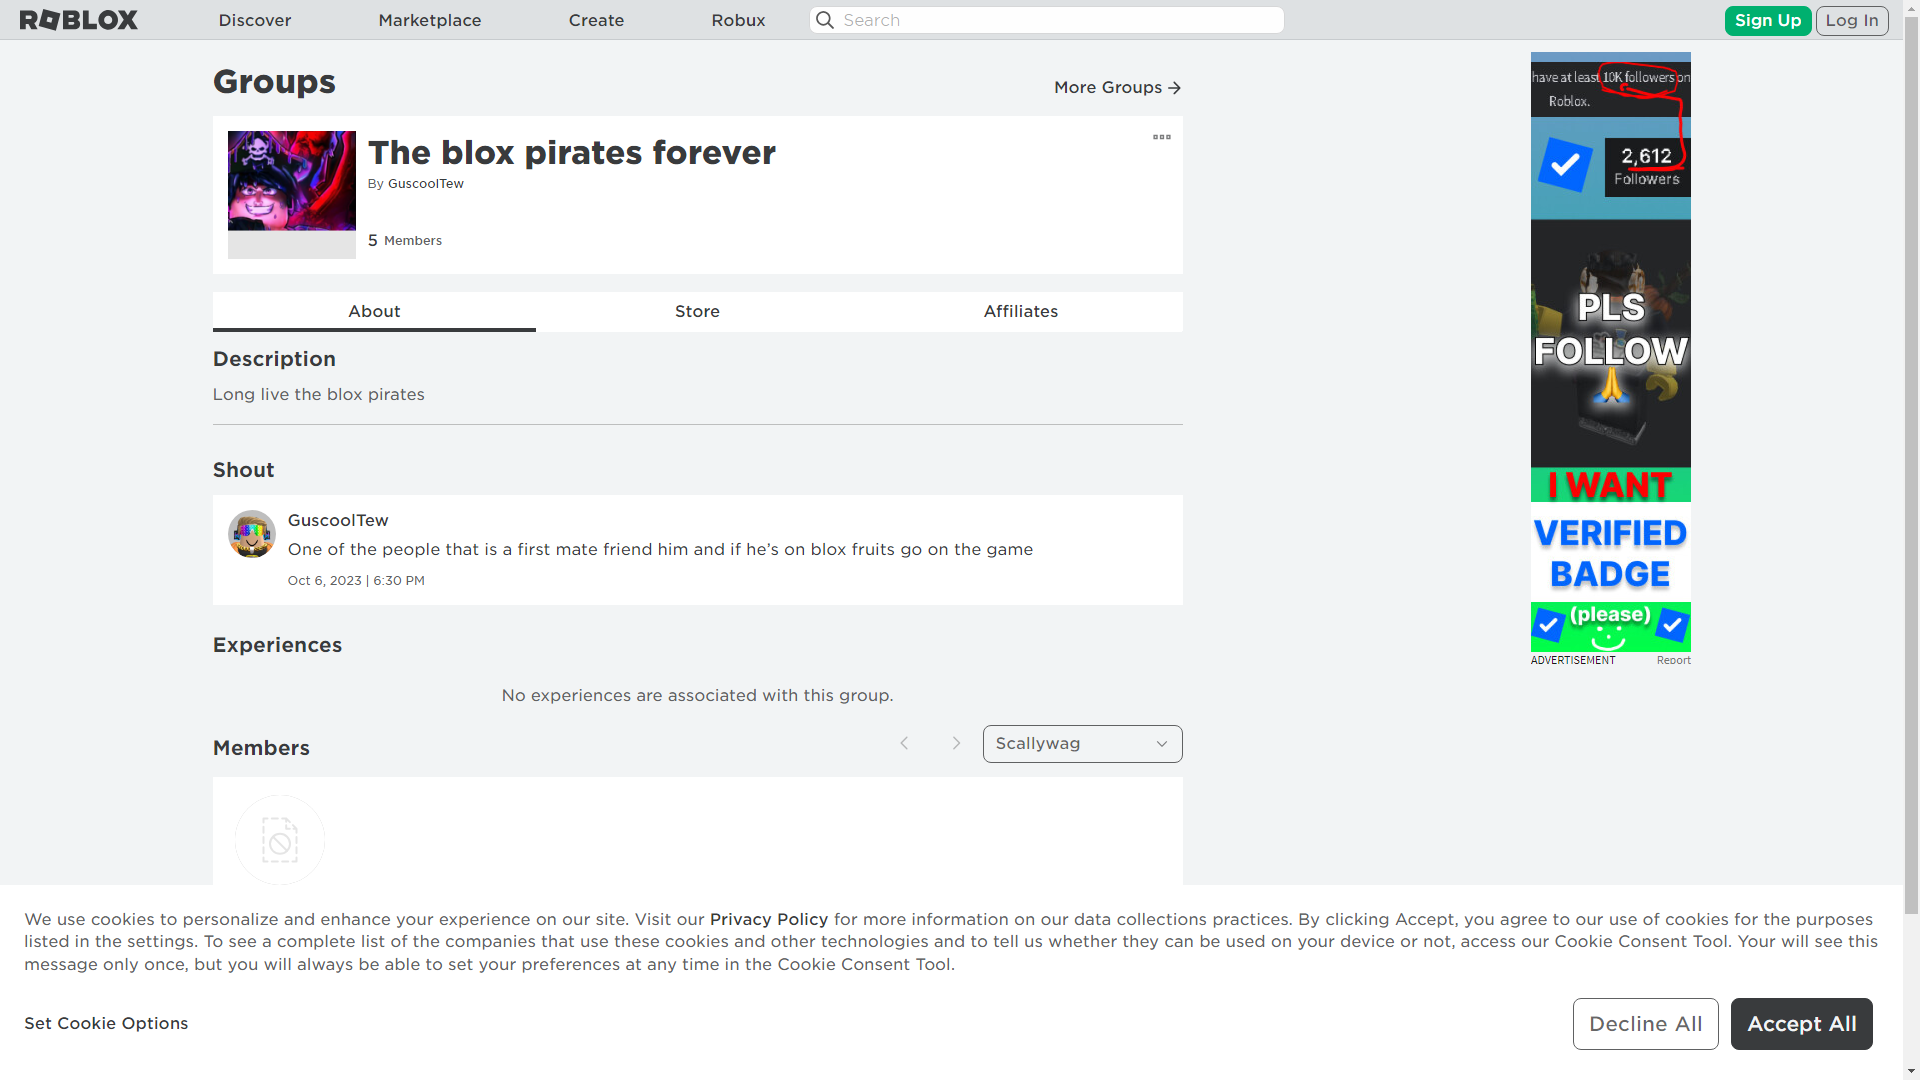 ROBLOX
Discover
Marketplace
Create
Robux
Search
Sign Up
Log In
Groups
More Groups
The blox pirates forever
By GuscoolTew
5 Members
About
Store
Affiliates
Description
Long live the blox pirates
Shout
GuscoolTew
One of the people that is a first mate friend him and if he’s on blox fruits go on the game
Oct 6, 2023 | 6:30 PM
Experiences
No experiences are associated with this group.
Members
Scallywag
have at least 10K followers on
Roblox.
2,612
Followers
PLS
FOLLOW
I WANT
VERIFIED
BADGE
(please)
ADVERTISEMENT
Report
We use cookies to personalize and enhance your experience on our site. Visit our Privacy Policy for more information on our data collections practices. By clicking Accept, you agree to our use of cookies for the purposes
listed in the settings. To see a complete list of the companies that use these cookies and other technologies and to tell us whether they can be used on your device or not, access our Cookie Consent Tool. Your will see this
message only once, but you will always be able to set your preferences at any time in the Cookie Consent Tool.
Set Cookie Options
Decline All
Accept All